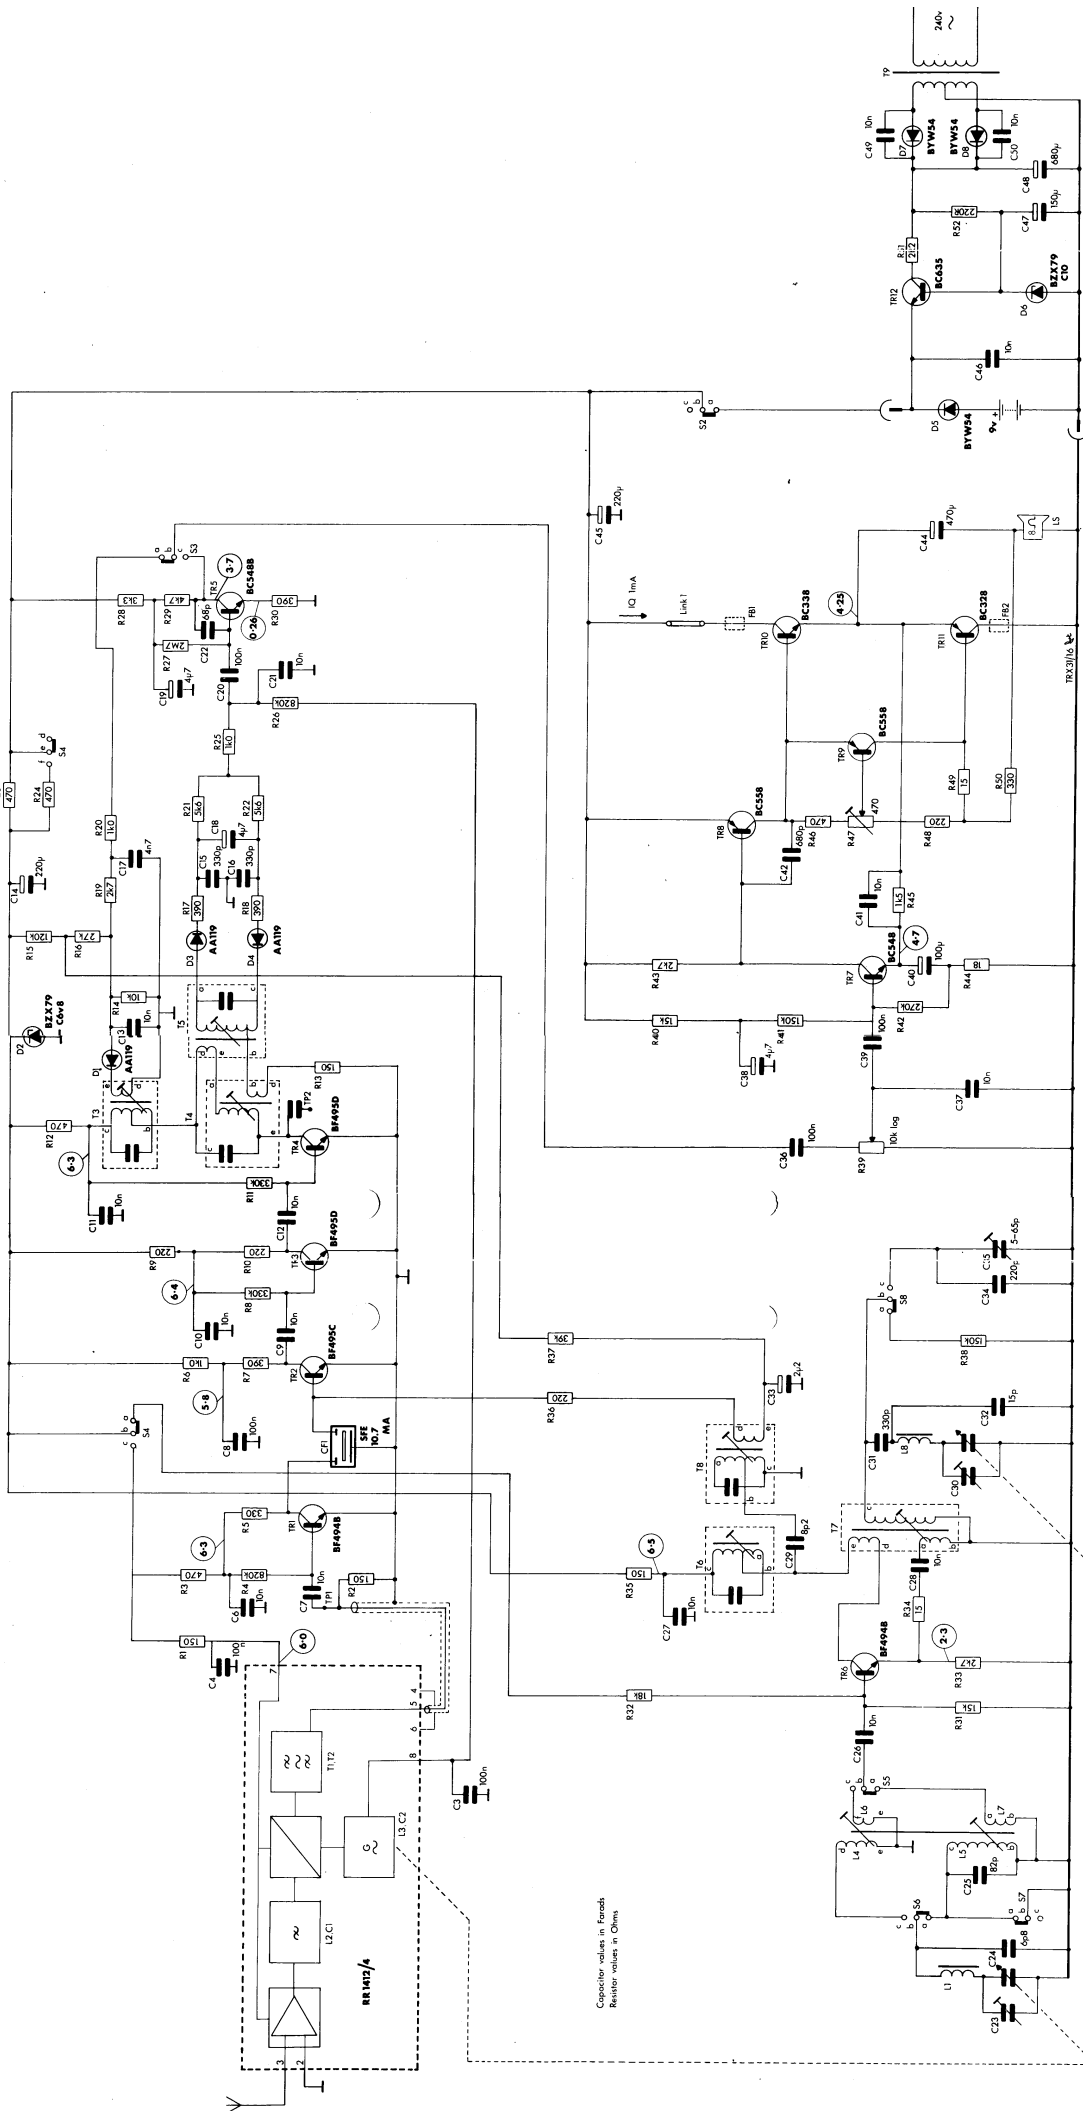 240v
T9
C49
10n
D7
BYW54
BYW54
D8
C50
10n
C48
680µ
R52
220R
C47
150µ
2R2
TR12
BC635
D6
BZX79
C10
C46
10n
c
b
a
S2
D5
BYW54
9v +
C45
220µ
IQ 1mA
Link1
FB1
TR10
BC338
4·25
C44
470µ
8
LS
TR11
BC328
FB2
TRX31/16
TR9
BC558
R49
15
R50
330
TR8
BC558
C42
680p
R46
470
R47
470
R48
220
C41
10n
R45
1k5
4·7
TR7
BC548
C40
100µ
R44
18
R43
2k7
R42
270k
R40
15k
R41
150k
C38
4µ7
C39
100n
C37
10n
C36
100n
R39
10k log
R28
3k3
R29
4k7
a
b
c
S3
3·7
TR5
BC548B
68p
C22
R27
2M7
C19
4µ7
C20
100n
0·26
R30
390
C21
10n
R26
820k
R25
1k0
470
R24
470
f
e
d
S4
C14
220µ
R20
1k0
C17
4n7
R19
2k7
R15
120k
R16
27k
R21
5k6
R22
5k6
C18
4µ7
C15
330p
C16
330p
R17
390
R18
390
D3
AA119
D4
AA119
D2
BZX79
C6v8
R14
10k
C13
10n
D1
AA119
T3
c
b
e
d
T5
a
c
d
e
b
T4
a
c
e
b
d
R13
150
TP2
R12
470
6·3
C11
10n
R11
330k
TR4
BF495D
C12
10n
R9
220
R10
220
6·4
C10
10n
R8
330k
TR3
BF495D
C9
10n
R6
1k0
R7
390
5·8
C8
100n
TR2
BF495C
CF1
SFE
10.7
MA
c
b
a
S4
R5
330
6·3
TR1
BF494B
R3
470
R4
820k
C6
10n
C7
10n
TP1
R2
150
R1
150
C4
6·0
7
4
5
6
8
C3
100n
T1,T2
G
L3,C2
L2,C1
RR1412/4
3
2
R37
39k
R36
220
C33
2µ2
T8
a
b
c
d
e
C29
8p2
T6
c
a
b
R35
150
6·5
C27
10n
T7
e
d
c
a
b
C28
10n
R34
15
2·3
R33
2k7
TR6
BF494B
R32
18k
R31
15k
C26
10n
C31
330p
L8
C30
C32
15p
a
b
c
S8
R38
150k
C34
220p
5-65p
c
b
a
S5
L6
e
L4
d
e
L5
c
b
L7
a
b
C25
82p
c
b
a
S6
a
b
c
S7
C24
6p8
L1
C23
Capacitor values in Farads
Resistor values in Ohms